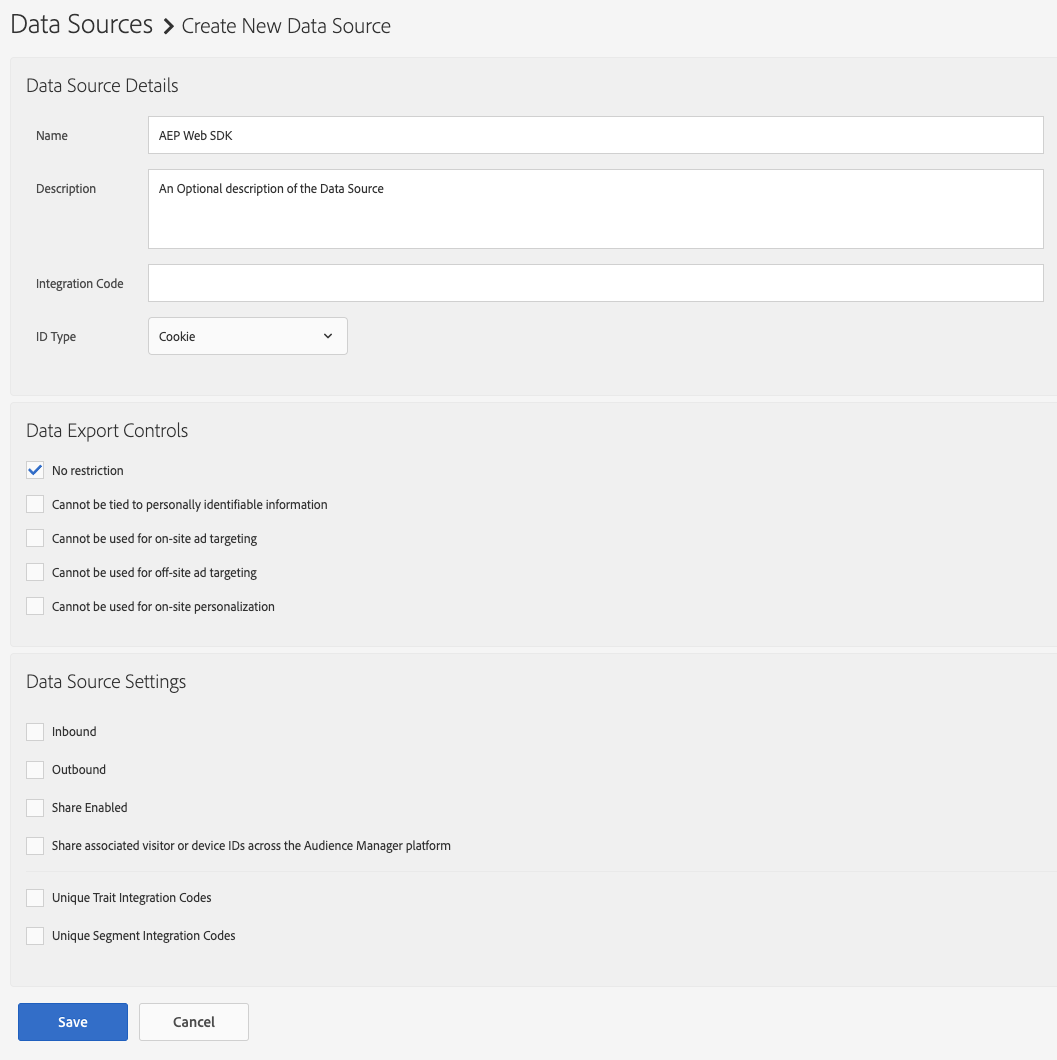 Data Sources > Create New Data Source
Data Source Details
Name
AEP Web SDK
Description
An Optional description of the Data Source
Integration Code
ID Type
Cookie
Data Export Controls
No restriction
Cannot be tied to personally identifiable information
Cannot be used for on-site ad targeting
Cannot be used for off-site ad targeting
Cannot be used for on-site personalization
Data Source Settings
Inbound
Outbound
Share Enabled
Share associated visitor or device IDs across the Audience Manager platform
Unique Trait Integration Codes
Unique Segment Integration Codes
Save
Cancel